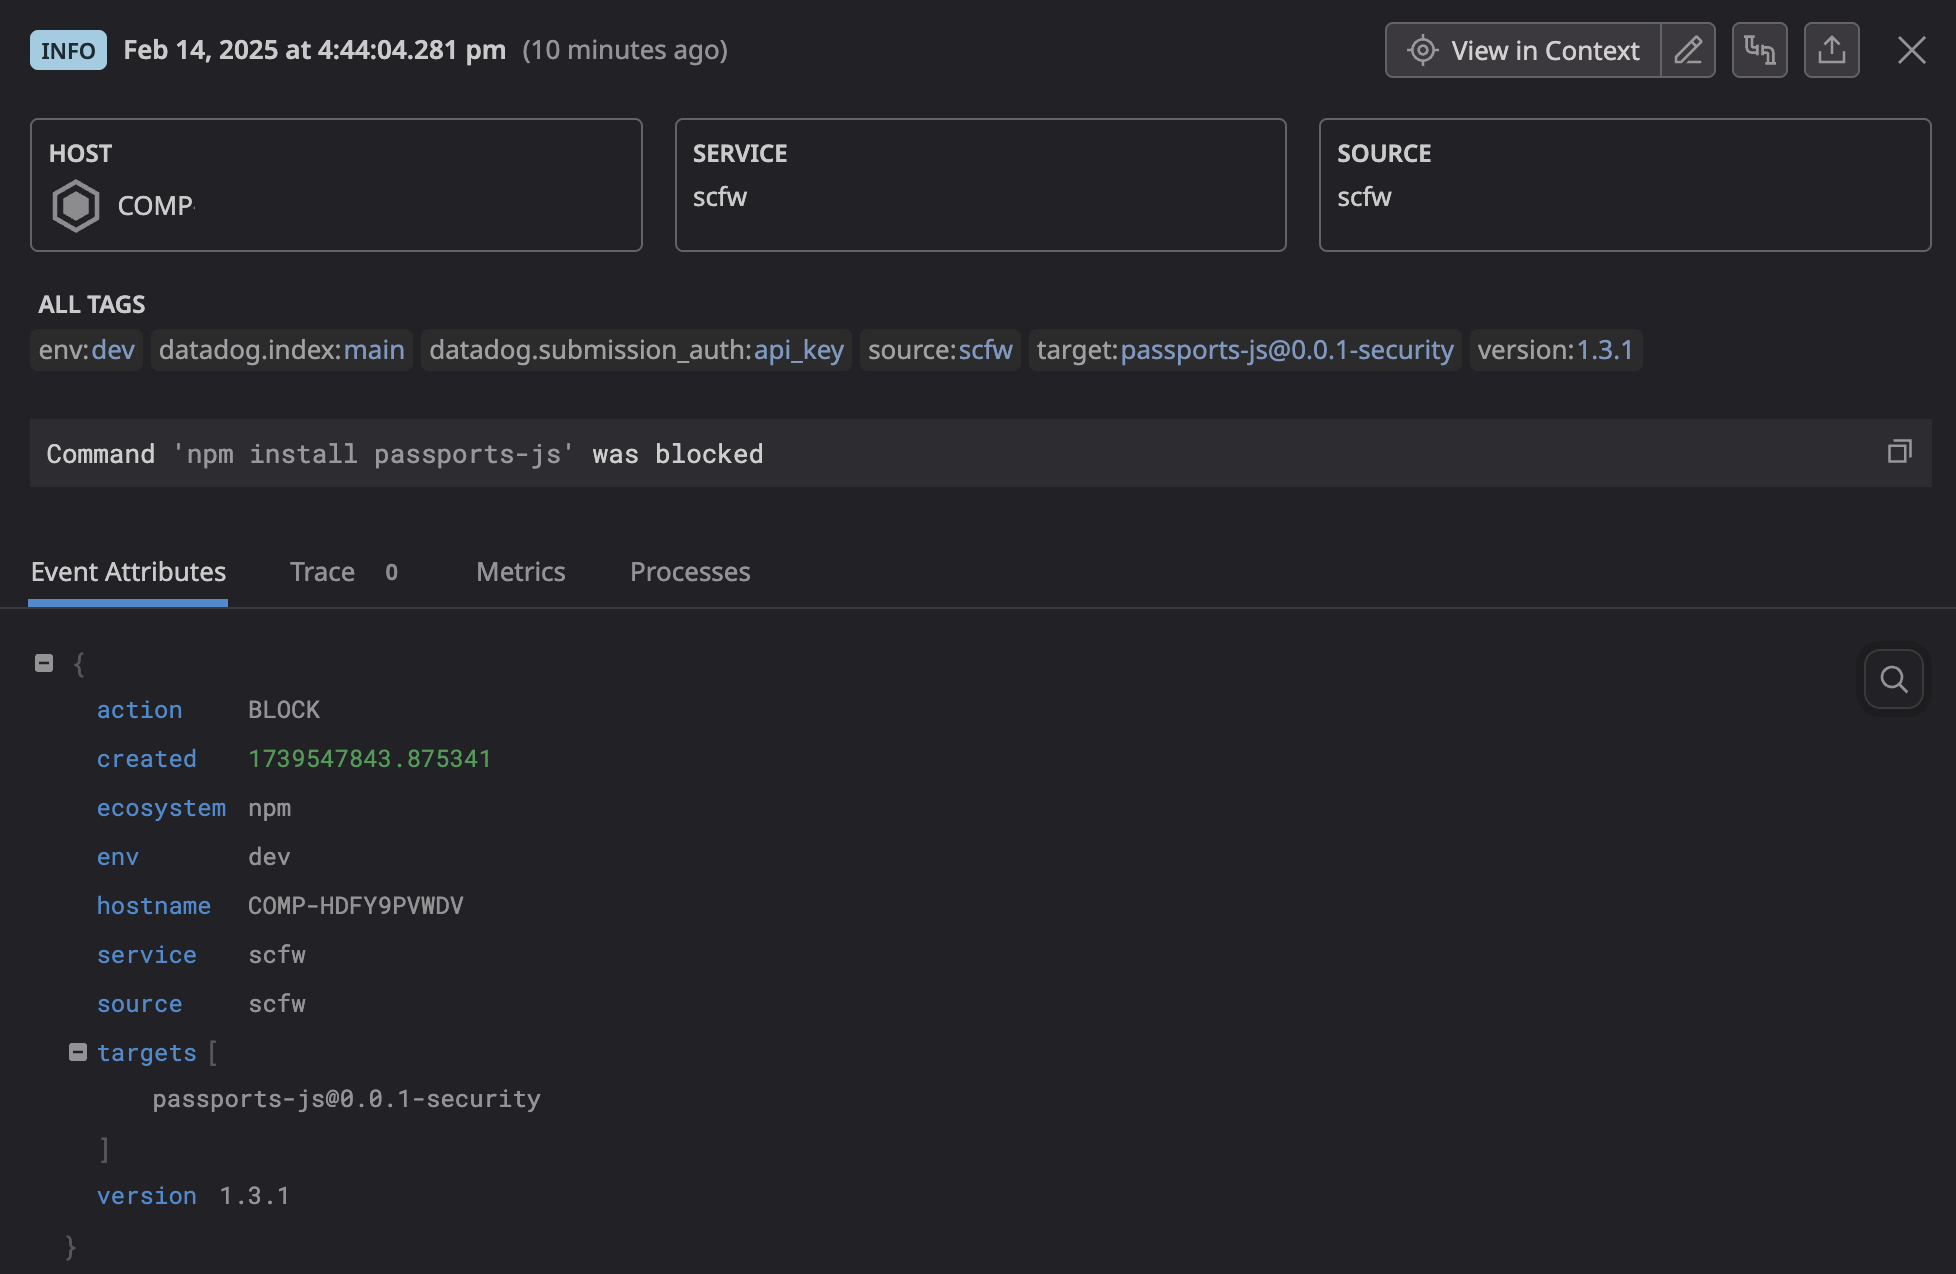 INFO Feb 14, 2025 at 4:44:04.281 pm (10 minutes ago) View in Context
HOST
COMP
SERVICE
scfw
SOURCE
scfw
ALL TAGS
env:dev datadog.index:main datadog.submission_auth:api_key source:scfw target:passports-js@0.0.1-security version:1.3.1
Command 'npm install passports-js' was blocked
Event Attributes Trace 0 Metrics Processes
{
action BLOCK
created 1739547843.875341
ecosystem npm
env dev
hostname COMP-HDFY9PVWDV
service scfw
source scfw
targets [
passports-js@0.0.1-security
]
version 1.3.1
}